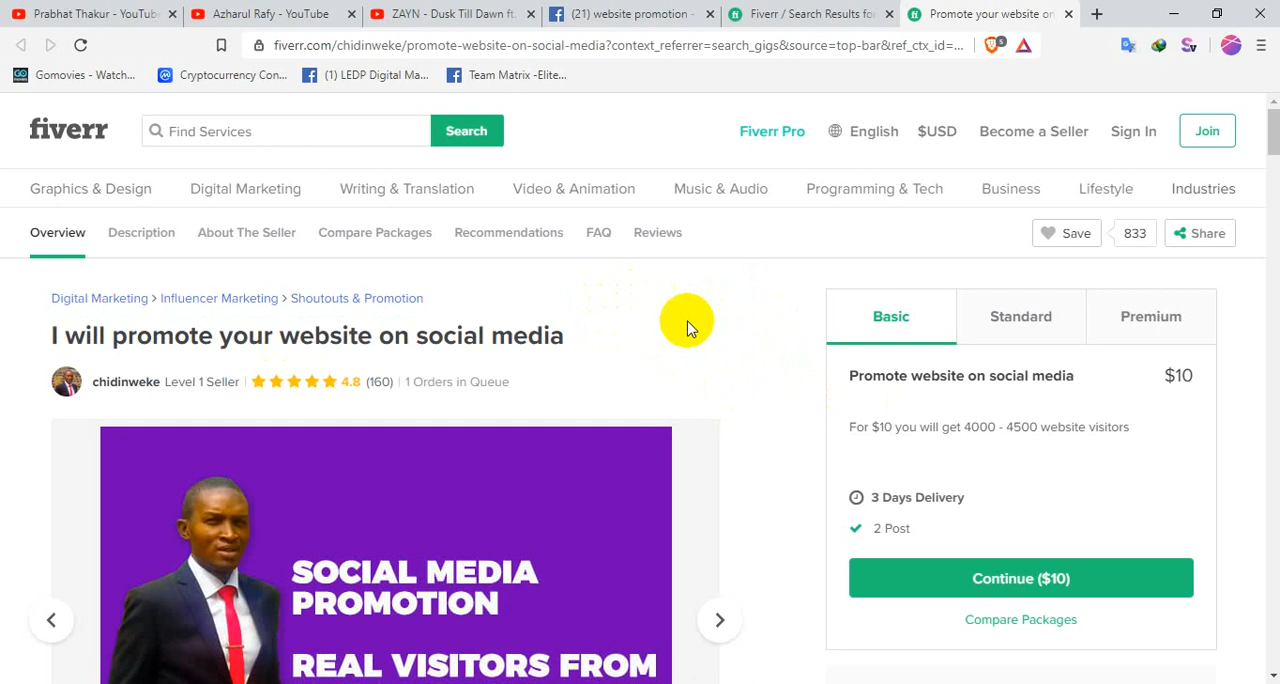 Prabhat Thakur - YouTub
Azharul Rafy - YouTube
ZAYN - Dusk Till Dawn ft.
(21) website promotion -
Fiverr / Search Results for
Promote your website on
fiverr.com/chidinweke/promote-website-on-social-media?context_referrer=search_gigs&source=top-bar&ref_ctx_id=...
5
Gomovies - Watch...
Cryptocurrency Con...
(1) LEDP Digital Ma...
Team Matrix -Elite...
fiverr
Find Services
Search
Fiverr Pro
English
$USD
Become a Seller
Sign In
Join
Graphics & Design
Digital Marketing
Writing & Translation
Video & Animation
Music & Audio
Programming & Tech
Business
Lifestyle
Industries
Overview
Description
About The Seller
Compare Packages
Recommendations
FAQ
Reviews
Save
833
Share
Digital Marketing > Influencer Marketing > Shoutouts & Promotion
I will promote your website on social media
chidinweke Level 1 Seller 4.8 (160) | 1 Orders in Queue
SOCIAL MEDIA
PROMOTION
REAL VISITORS FROM
Basic
Standard
Premium
Promote website on social media $10
For $10 you will get 4000 - 4500 website visitors
3 Days Delivery
2 Post
Continue ($10)
Compare Packages